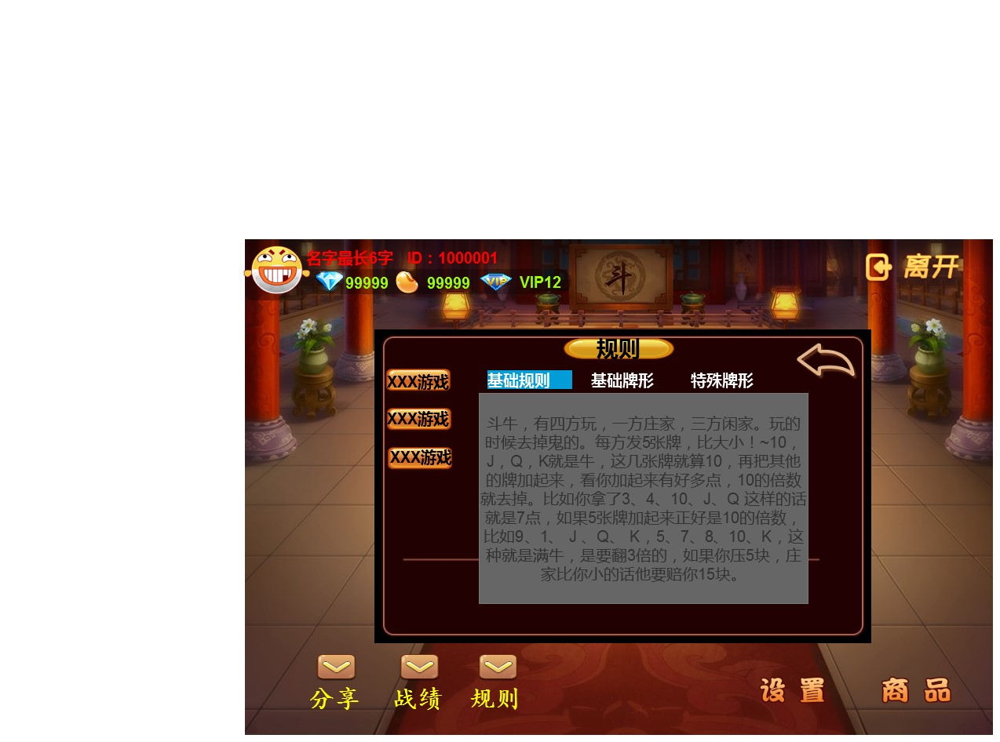 名字最长6字 ID：1000001
99999 99999 VIP VIP12
斗
离开
规则
基础规则 基础牌形 特殊牌形
XXX游戏
XXX游戏
XXX游戏
斗牛，有四方玩，一方庄家，三方闲家。玩的
时候去掉鬼的。每方发5张牌，比大小！~10，
J，Q，K就是牛，这几张牌就算10，再把其他
的牌加起来，看你加起来有好多点，10的倍数
就去掉。比如你拿了3、4、10、J、Q 这样的话
就是7点，如果5张牌加起来正好是10的倍数，
比如9、1、 J 、Q、 K，5、7、8、10、K，这
种就是满牛，是要翻3倍的，如果你压5块，庄
家比你小的话他要赔你15块。
分享 战绩 规则
设置 商品